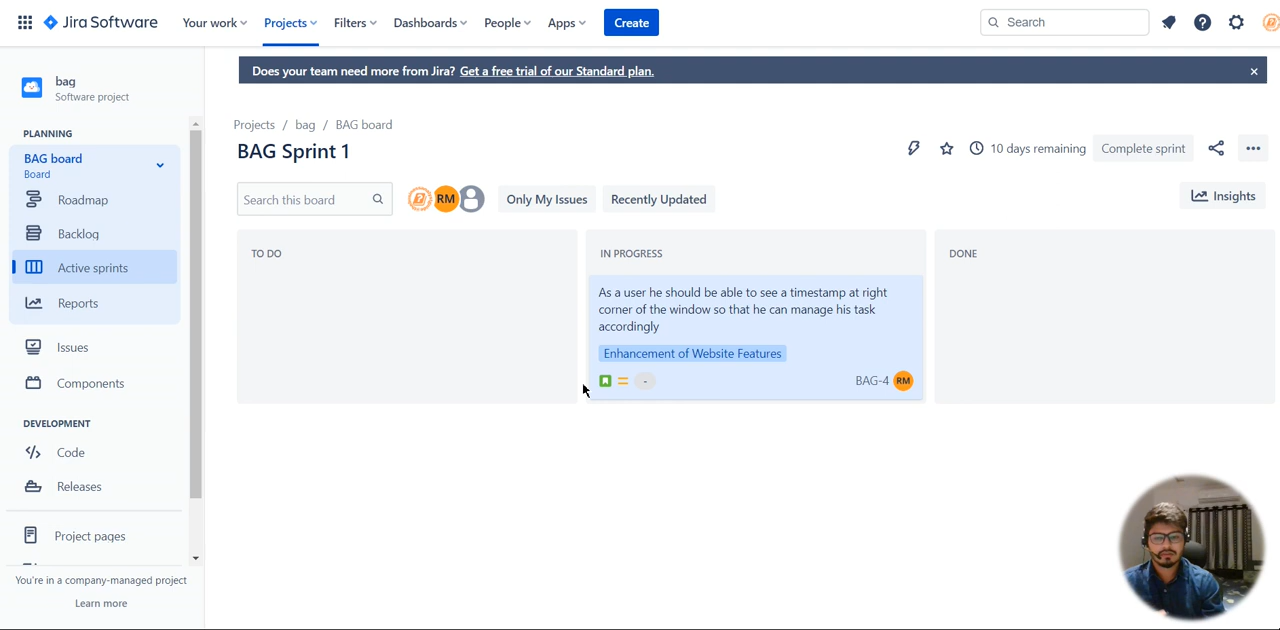 Jira Software Your work Projects Filters Dashboards People Apps Create Search
bag
Software project
Does your team need more from Jira? Get a free trial of our Standard plan.
PLANNING
BAG board
Board
Roadmap
Backlog
Active sprints
Reports
Issues
Components
DEVELOPMENT
Code
Releases
Project pages
You're in a company-managed project
Learn more
Projects / bag / BAG board
BAG Sprint 1
10 days remaining Complete sprint
Search this board RM Only My Issues Recently Updated Insights
TO DO
IN PROGRESS
As a user he should be able to see a timestamp at right
corner of the window so that he can manage his task
accordingly
Enhancement of Website Features
- BAG-4 RM
DONE